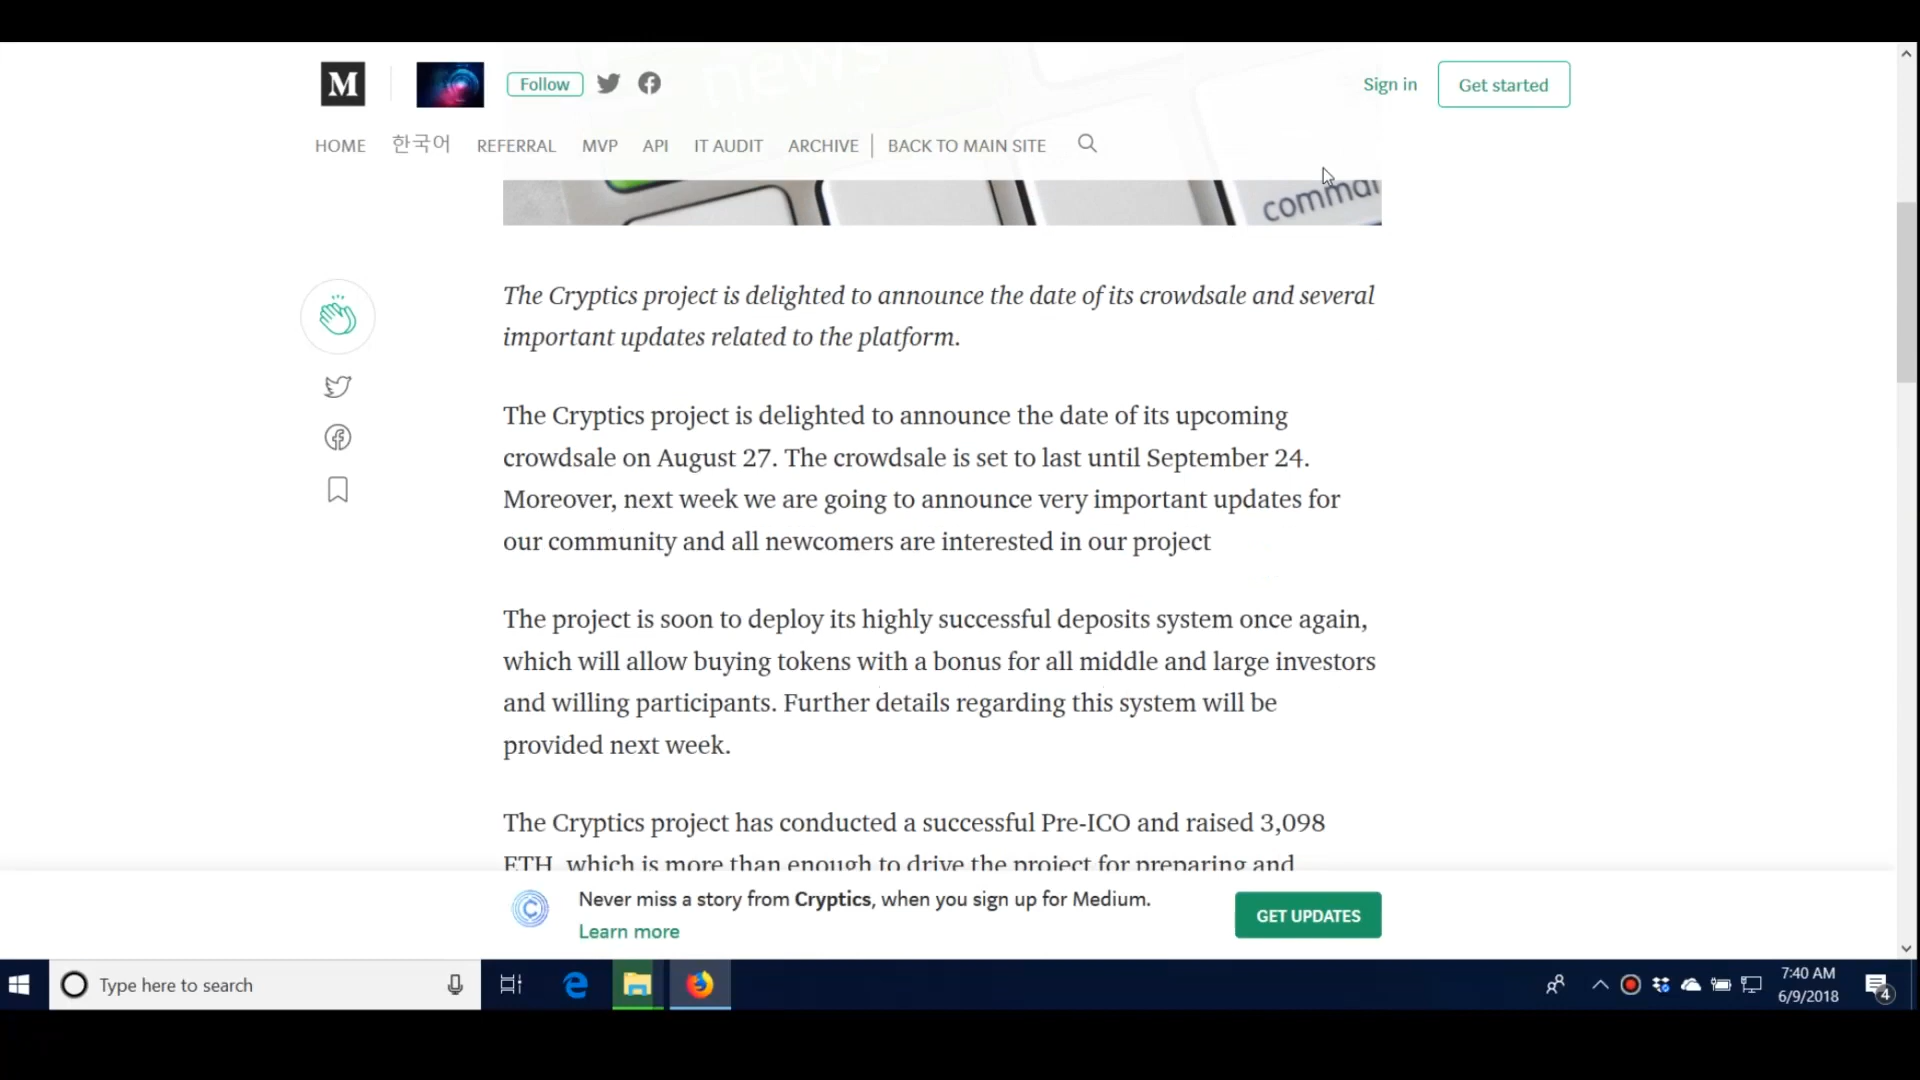 news
M
Follow
Sign in
Get started
HOME 한국어 REFERRAL MVP API IT AUDIT ARCHIVE BACK TO MAIN SITE
The Cryptics project is delighted to announce the date of its crowdsale and several
important updates related to the platform.
The Cryptics project is delighted to announce the date of its upcoming
crowdsale on August 27. The crowdsale is set to last until September 24.
Moreover, next week we are going to announce very important updates for
our community and all newcomers are interested in our project
The project is soon to deploy its highly successful deposits system once again,
which will allow buying tokens with a bonus for all middle and large investors
and willing participants. Further details regarding this system will be
provided next week.
The Cryptics project has conducted a successful Pre-ICO and raised 3,098
ETH, which is more than enough to drive the project for preparing and
Never miss a story from Cryptics, when you sign up for Medium.
Learn more
GET UPDATES
Type here to search
7:40 AM
6/9/2018
4